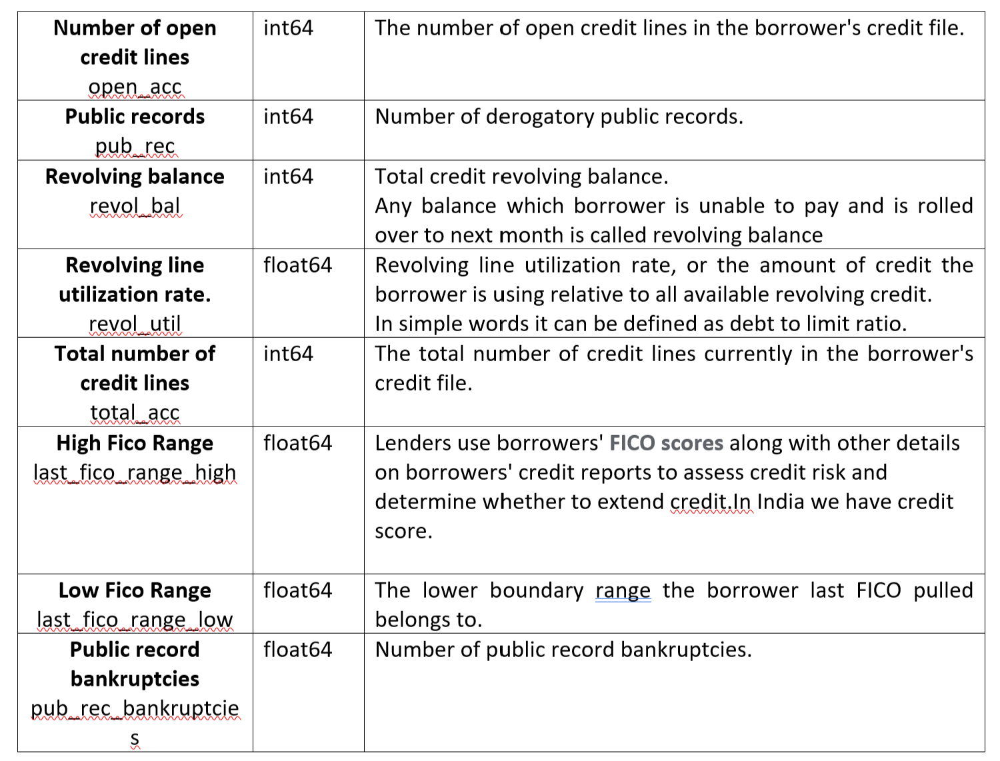 Number of open
credit lines
open_acc
int64
The number of open credit lines in the borrower's credit file.
Public records
pub_rec
int64
Number of derogatory public records.
Revolving balance
revol_bal
int64
Total credit revolving balance.
Any balance which borrower is unable to pay and is rolled
over to next month is called revolving balance
Revolving line
utilization rate.
revol_util
float64
Revolving line utilization rate, or the amount of credit the
borrower is using relative to all available revolving credit.
In simple words it can be defined as debt to limit ratio.
Total number of
credit lines
total_acc
int64
The total number of credit lines currently in the borrower's
credit file.
High Fico Range
last_fico_range_high
float64
Lenders use borrowers' FICO scores along with other details
on borrowers' credit reports to assess credit risk and
determine whether to extend credit.In India we have credit
score.
Low Fico Range
last_fico_range_low
float64
The lower boundary range the borrower last FICO pulled
belongs to.
Public record
bankruptcies
pub_rec_bankruptcie
s
float64
Number of public record bankruptcies.